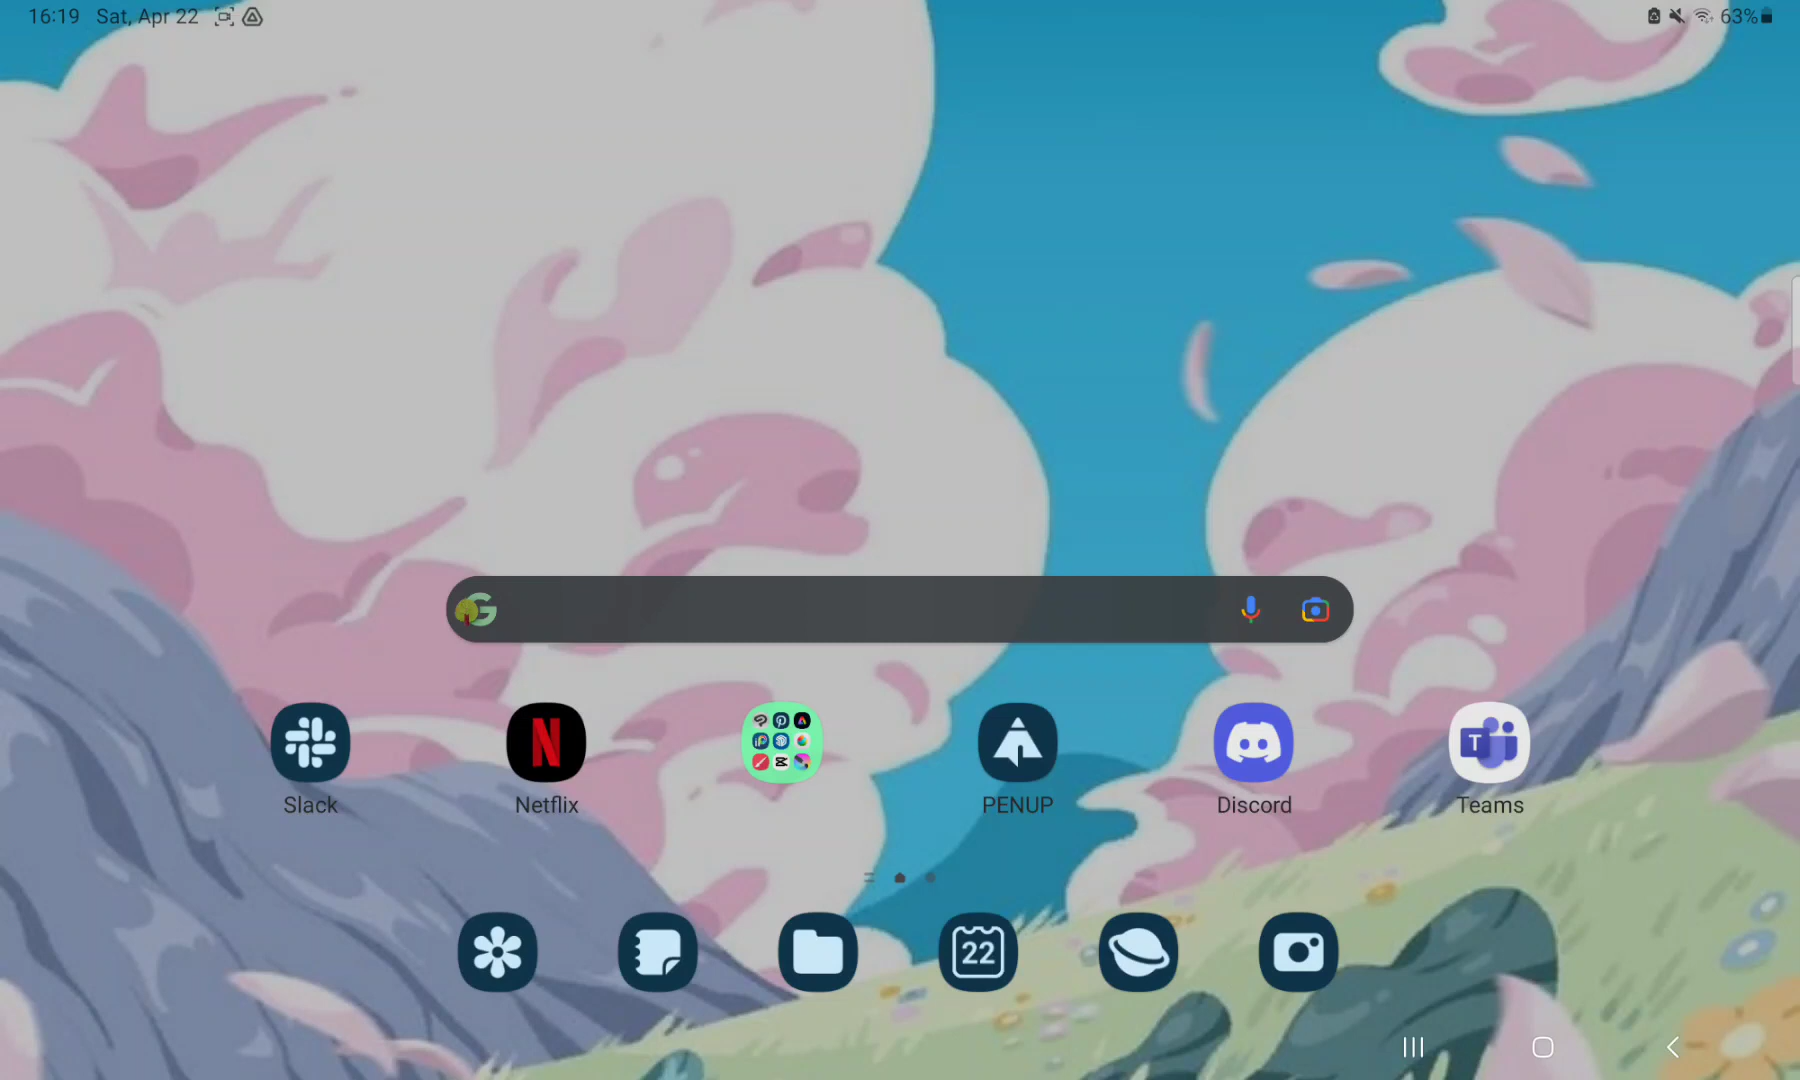 16:19 Sat, Apr 22 63%
Slack Netflix PENUP Discord Teams
22